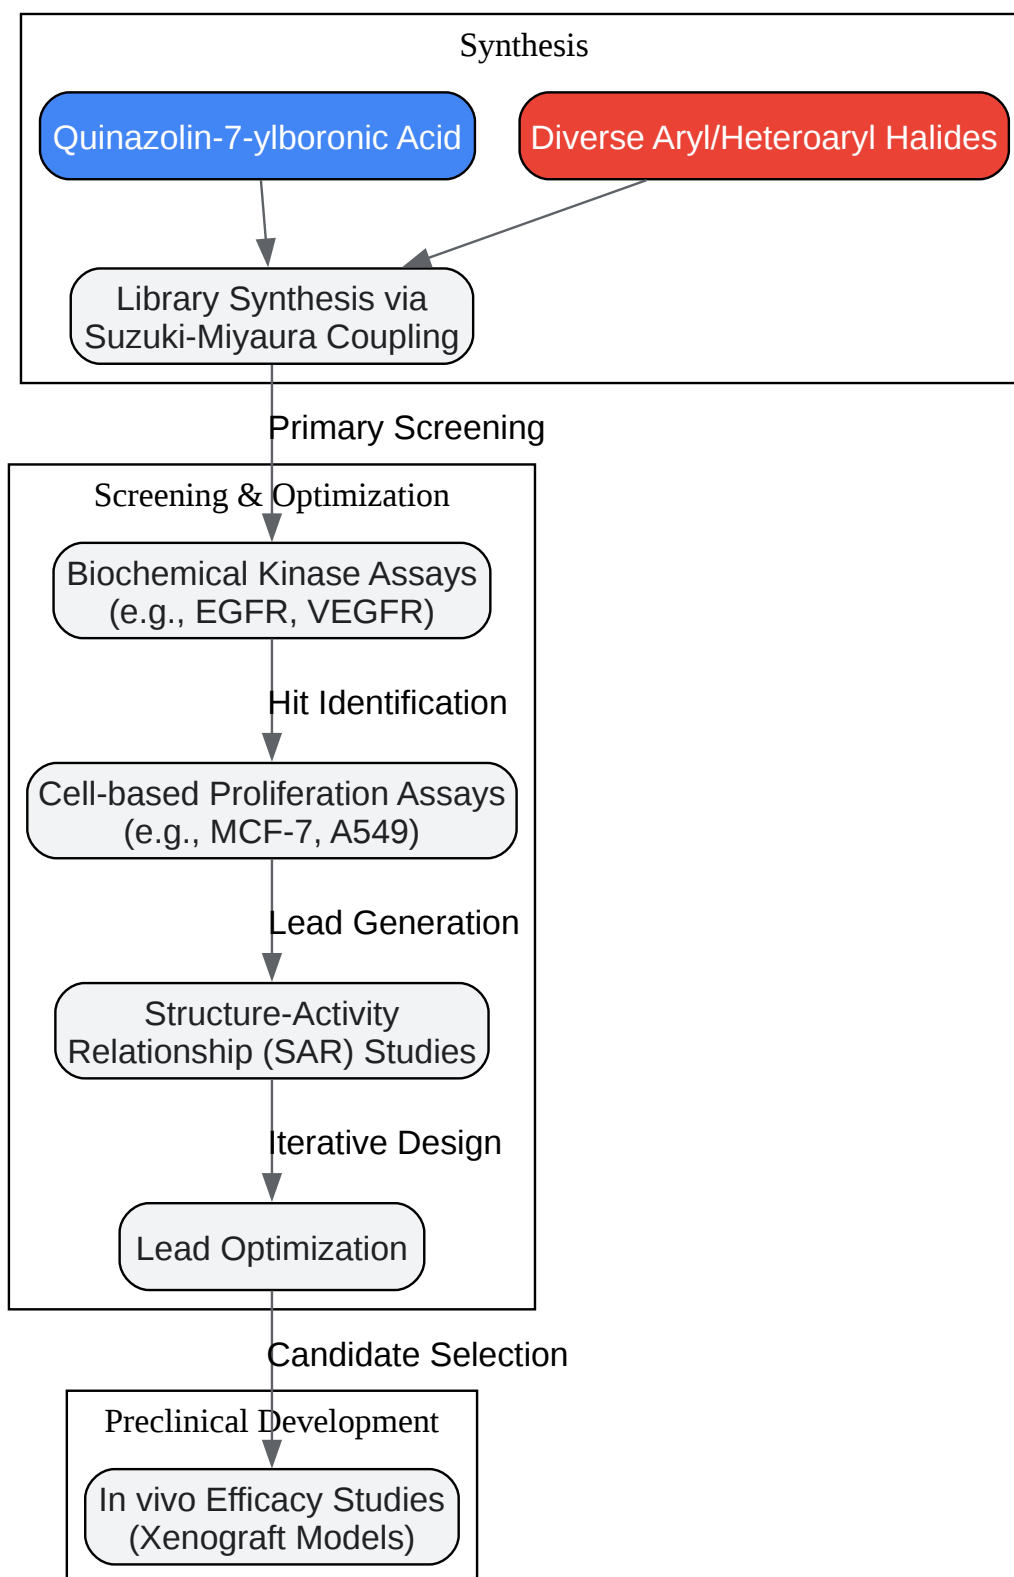 Synthesis
Quinazolin-7-ylboronic Acid
Diverse Aryl/Heteroaryl Halides
Library Synthesis via
Suzuki-Miyaura Coupling
Primary Screening
Screening & Optimization
Biochemical Kinase Assays
(e.g., EGFR, VEGFR)
Hit Identification
Cell-based Proliferation Assays
(e.g., MCF-7, A549)
Lead Generation
Structure-Activity
Relationship (SAR) Studies
Iterative Design
Lead Optimization
Candidate Selection
Preclinical Development
In vivo Efficacy Studies
(Xenograft Models)